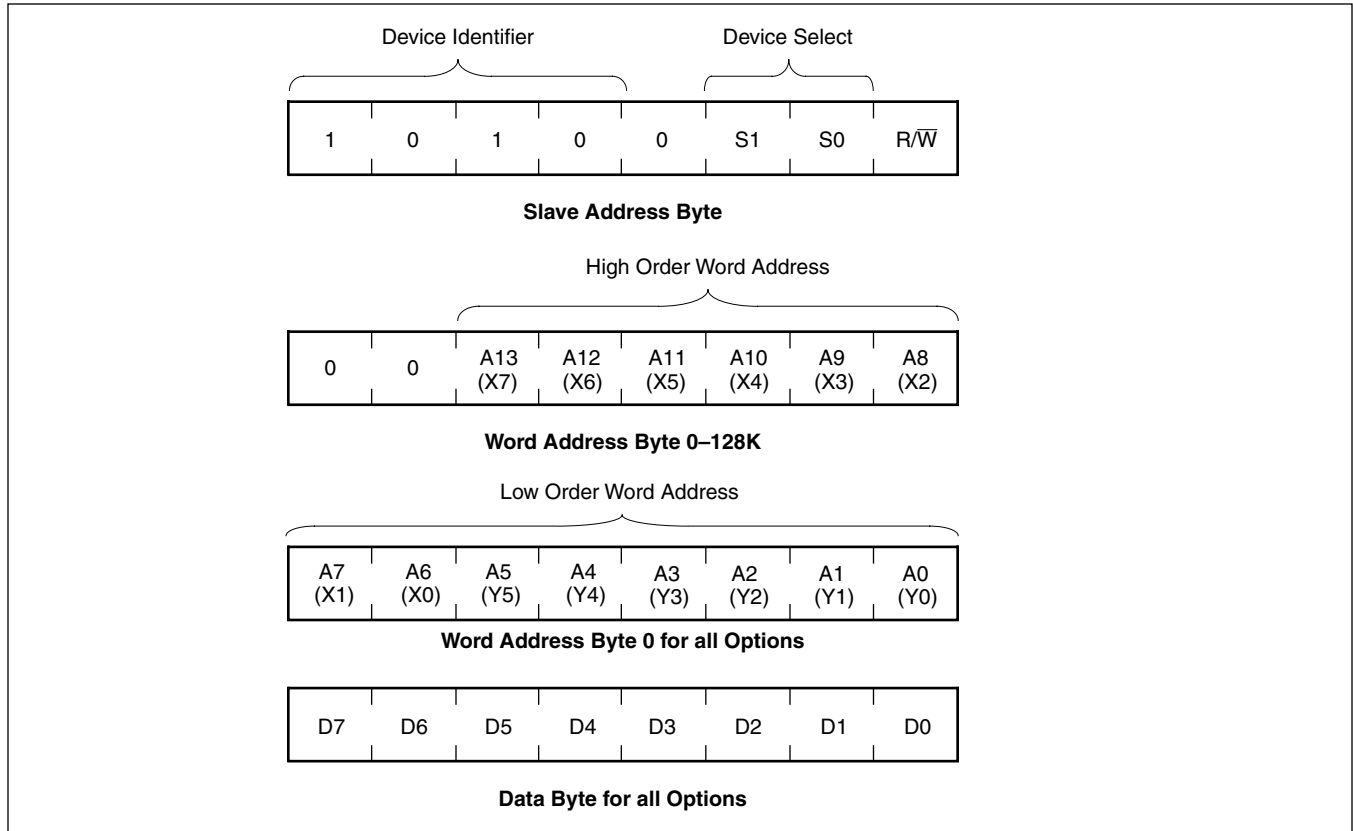 Device Identifier Device Select
1 0 1 0 0 S1 S0 R/W̅
Slave Address Byte
High Order Word Address
0 0 A13 A12 A11 A10 A9 A8
(X7) (X6) (X5) (X4) (X3) (X2)
Word Address Byte 0–128K
Low Order Word Address
A7 A6 A5 A4 A3 A2 A1 A0
(X1) (X0) (Y5) (Y4) (Y3) (Y2) (Y1) (Y0)
Word Address Byte 0 for all Options
D7 D6 D5 D4 D3 D2 D1 D0
Data Byte for all Options